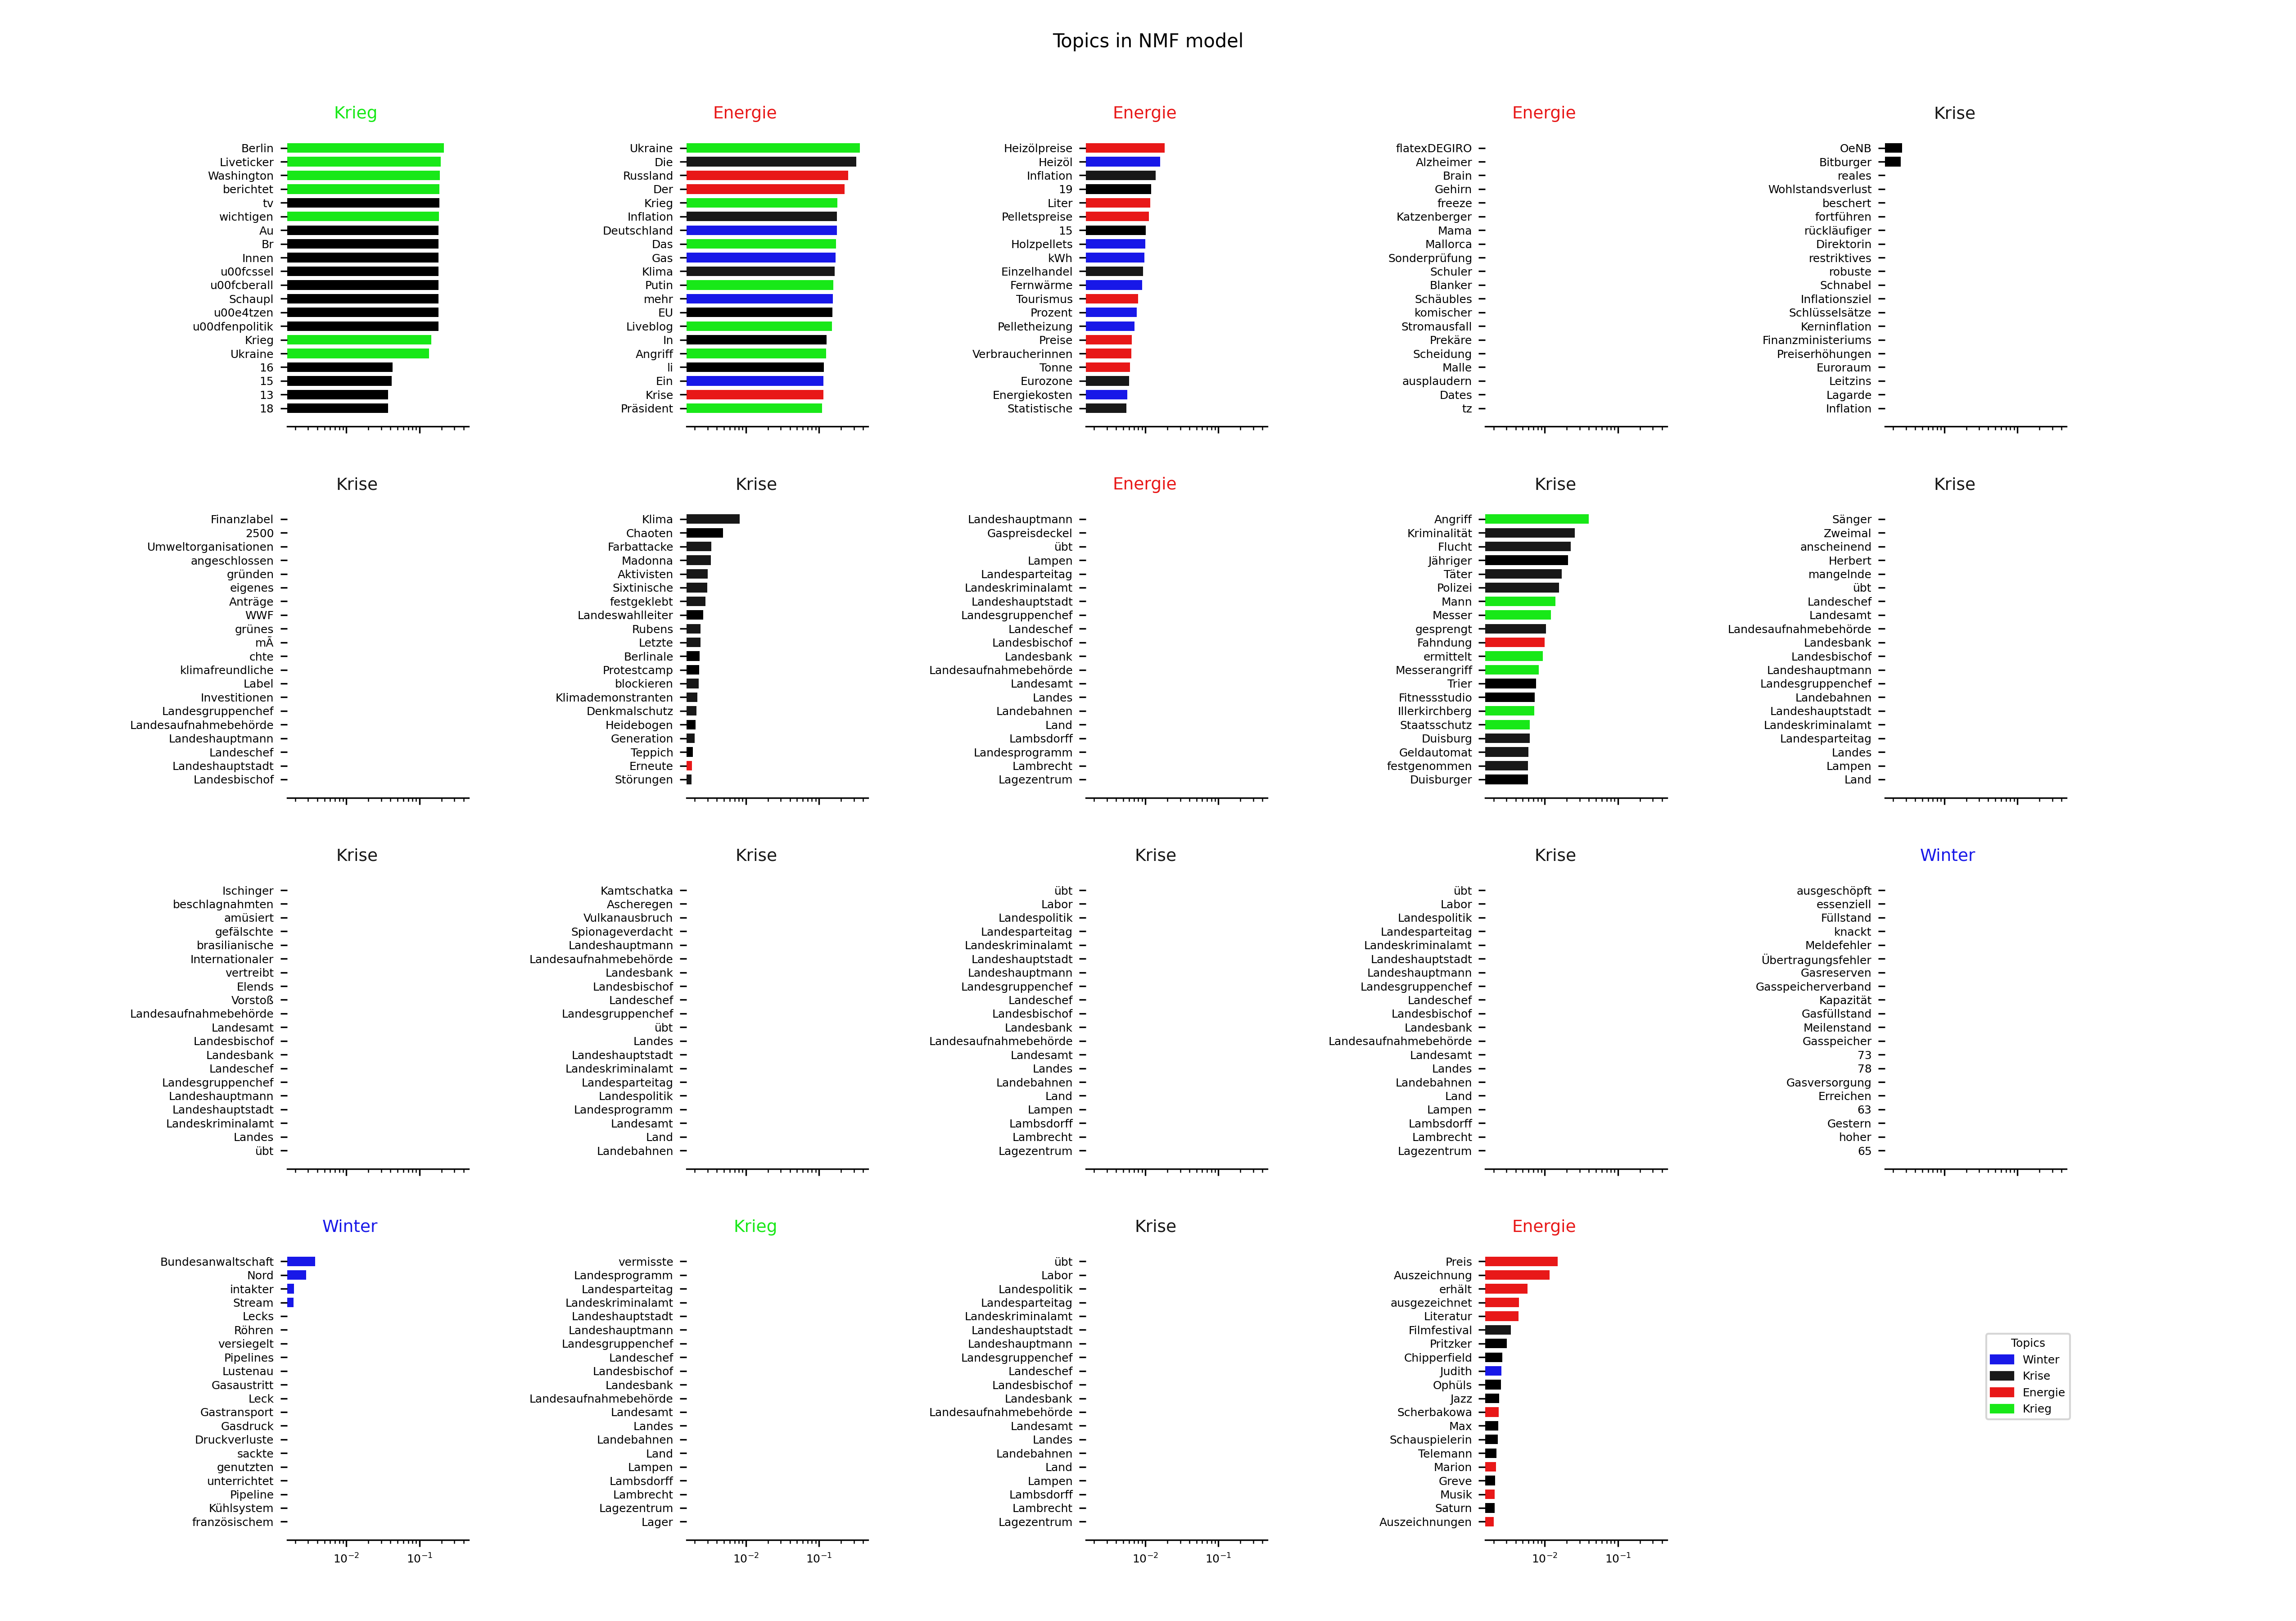 Topics in NMF model
Krieg
Berlin
Liveticker
Washington
berichtet
tv
wichtigen
Au
Br
Innen
u00fcssel
u00fcberall
Schaupl
u00e4tzen
u00dfenpolitik
Krieg
Ukraine
16
15
13
18
Energie
Ukraine
Die
Russland
Der
Krieg
Inflation
Deutschland
Das
Gas
Klima
Putin
mehr
EU
Liveblog
In
Angriff
li
Ein
Krise
Präsident
Energie
Heizölpreise
Heizöl
Inflation
19
Liter
Pelletspreise
15
Holzpellets
kWh
Einzelhandel
Fernwärme
Tourismus
Prozent
Pelletheizung
Preise
Verbraucherinnen
Tonne
Eurozone
Energiekosten
Statistische
Energie
flatexDEGIRO
Alzheimer
Brain
Gehirn
freeze
Katzenberger
Mama
Mallorca
Sonderprüfung
Schuler
Blanker
Schäubles
komischer
Stromausfall
Prekäre
Scheidung
Malle
ausplaudern
Dates
tz
Krise
OeNB
Bitburger
reales
Wohlstandsverlust
beschert
fortführen
rückläufiger
Direktorin
restriktives
robuste
Schnabel
Inflationsziel
Schlüsselsätze
Kerninflation
Finanzministeriums
Preiserhöhungen
Euroraum
Leitzins
Lagarde
Inflation
Krise
Finanzlabel
2500
Umweltorganisationen
angeschlossen
gründen
eigenes
Anträge
WWF
grünes
mÃ
chte
klimafreundliche
Label
Investitionen
Landesgruppenchef
Landesaufnahmebehörde
Landeshauptmann
Landeschef
Landeshauptstadt
Landesbischof
Krise
Klima
Chaoten
Farbattacke
Madonna
Aktivisten
Sixtinische
festgeklebt
Landeswahlleiter
Rubens
Letzte
Berlinale
Protestcamp
blockieren
Klimademonstranten
Denkmalschutz
Heidebogen
Generation
Teppich
Erneute
Störungen
Energie
Landeshauptmann
Gaspreisdeckel
übt
Lampen
Landesparteitag
Landeskriminalamt
Landeshauptstadt
Landesgruppenchef
Landeschef
Landesbischof
Landesbank
Landesaufnahmebehörde
Landesamt
Landes
Landebahnen
Land
Lambsdorff
Landesprogramm
Lambrecht
Lagezentrum
Krise
Angriff
Kriminalität
Flucht
Jähriger
Täter
Polizei
Mann
Messer
gesprengt
Fahndung
ermittelt
Messerangriff
Trier
Fitnessstudio
Illerkirchberg
Staatsschutz
Duisburg
Geldautomat
festgenommen
Duisburger
Krise
Sänger
Zweimal
anscheinend
Herbert
mangelnde
übt
Landeschef
Landesamt
Landesaufnahmebehörde
Landesbank
Landesbischof
Landeshauptmann
Landesgruppenchef
Landebahnen
Landeshauptstadt
Landeskriminalamt
Landesparteitag
Landes
Lampen
Land
Krise
Ischinger
beschlagnahmten
amüsiert
gefälschte
brasilianische
Internationaler
vertreibt
Elends
Vorstoß
Landesaufnahmebehörde
Landesamt
Landesbischof
Landesbank
Landeschef
Landesgruppenchef
Landeshauptmann
Landeshauptstadt
Landeskriminalamt
Landes
übt
Krise
Kamtschatka
Ascheregen
Vulkanausbruch
Spionageverdacht
Landeshauptmann
Landesaufnahmebehörde
Landesbank
Landesbischof
Landeschef
Landesgruppenchef
übt
Landes
Landeshauptstadt
Landeskriminalamt
Landesparteitag
Landespolitik
Landesprogramm
Landesamt
Land
Landebahnen
Krise
übt
Labor
Landespolitik
Landesparteitag
Landeskriminalamt
Landeshauptstadt
Landeshauptmann
Landesgruppenchef
Landeschef
Landesbischof
Landesbank
Landesaufnahmebehörde
Landesamt
Landes
Landebahnen
Land
Lampen
Lambsdorff
Lambrecht
Lagezentrum
Krise
übt
Labor
Landespolitik
Landesparteitag
Landeskriminalamt
Landeshauptstadt
Landeshauptmann
Landesgruppenchef
Landeschef
Landesbischof
Landesbank
Landesaufnahmebehörde
Landesamt
Landes
Landebahnen
Land
Lampen
Lambsdorff
Lambrecht
Lagezentrum
Winter
ausgeschöpft
essenziell
Füllstand
knackt
Meldefehler
Übertragungsfehler
Gasreserven
Gasspeicherverband
Kapazität
Gasfüllstand
Meilenstand
Gasspeicher
73
78
Gasversorgung
Erreichen
63
Gestern
hoher
65
Winter
Bundesanwaltschaft
Nord
intakter
Stream
Lecks
Röhren
versiegelt
Pipelines
Lustenau
Gasaustritt
Leck
Gastransport
Gasdruck
Druckverluste
sackte
genutzten
unterrichtet
Pipeline
Kühlsystem
französischem
10⁻² 10⁻¹
Krieg
vermisste
Landesprogramm
Landesparteitag
Landeskriminalamt
Landeshauptstadt
Landeshauptmann
Landesgruppenchef
Landeschef
Landesbischof
Landesbank
Landesaufnahmebehörde
Landesamt
Landes
Landebahnen
Land
Lampen
Lambsdorff
Lambrecht
Lagezentrum
Lager
10⁻² 10⁻¹
Krise
übt
Labor
Landespolitik
Landesparteitag
Landeskriminalamt
Landeshauptstadt
Landeshauptmann
Landesgruppenchef
Landeschef
Landesbischof
Landesbank
Landesaufnahmebehörde
Landesamt
Landes
Landebahnen
Land
Lampen
Lambsdorff
Lambrecht
Lagezentrum
10⁻² 10⁻¹
Energie
Preis
Auszeichnung
erhält
ausgezeichnet
Literatur
Filmfestival
Pritzker
Chipperfield
Judith
Ophüls
Jazz
Scherbakowa
Max
Schauspielerin
Telemann
Marion
Greve
Musik
Saturn
Auszeichnungen
10⁻² 10⁻¹
Topics
Winter
Krise
Energie
Krieg